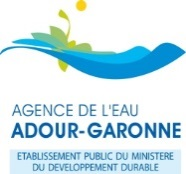 AGENCE DE L'EAU
ADOUR-GARONNE
ETABLISSEMENT PUBLIC DU MINISTERE
DU DEVELOPPEMENT DURABLE